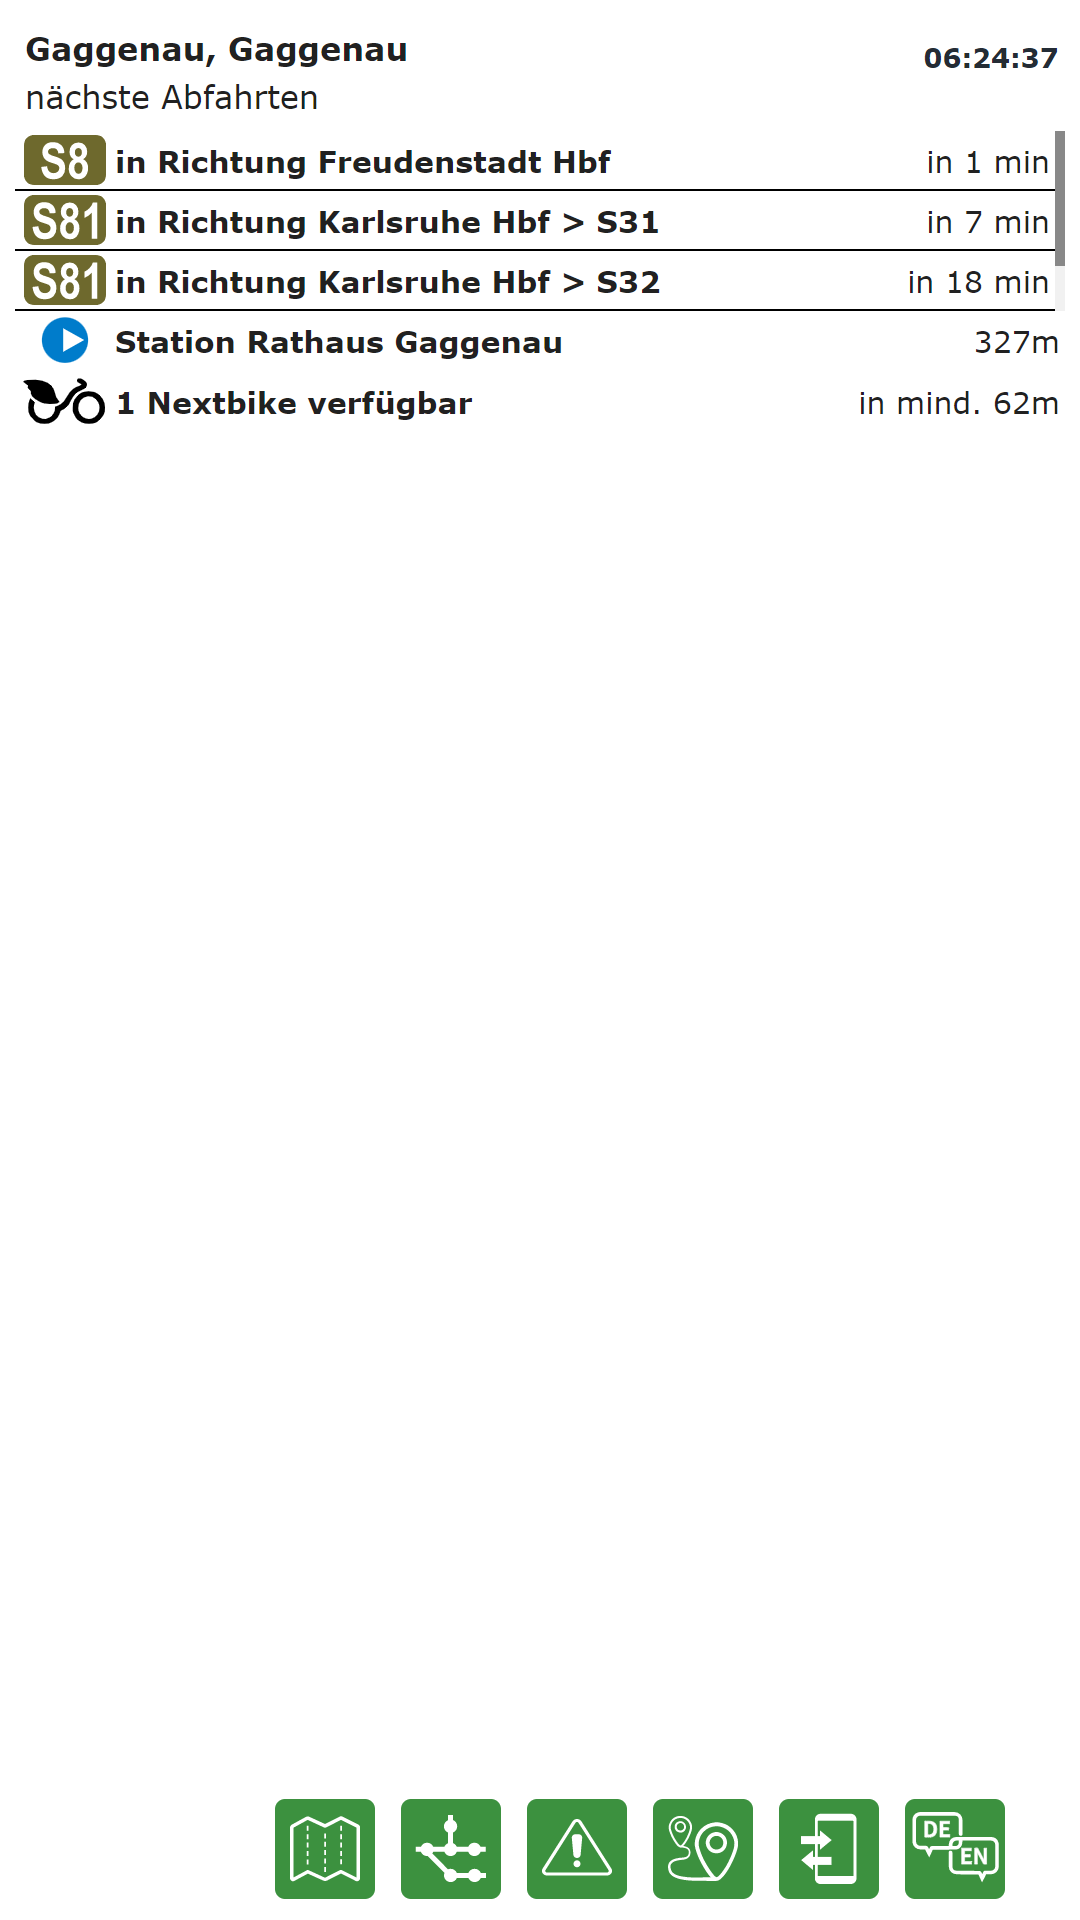 Gaggenau, Gaggenau
06:24:37
nächste Abfahrten
S8 in Richtung Freudenstadt Hbf in 1 min
S81 in Richtung Karlsruhe Hbf > S31 in 7 min
S81 in Richtung Karlsruhe Hbf > S32 in 18 min
Station Rathaus Gaggenau 327m
1 Nextbike verfügbar in mind. 62m
DE
EN